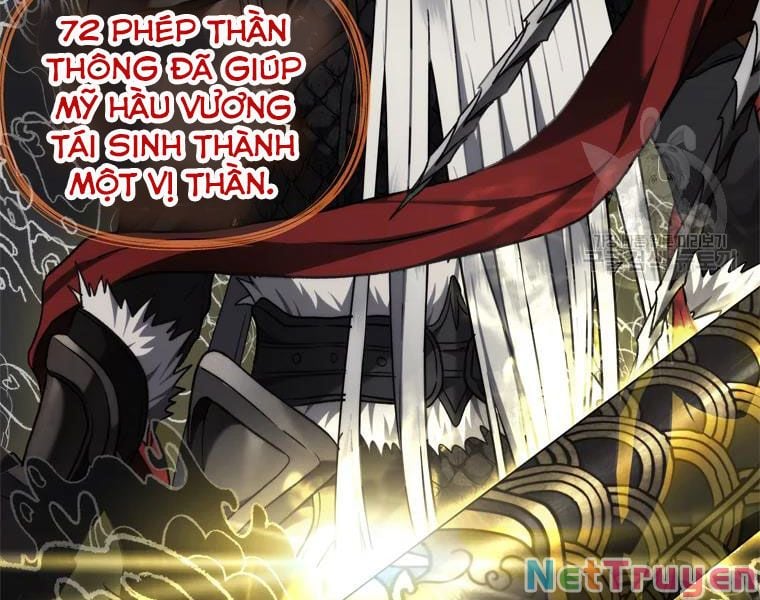 72 PHÉP THẦN
THÔNG ĐÃ GIÚP
MỸ HẦU VƯƠNG
TÁI SINH THÀNH
MỘT VỊ THẦN.
NetTruyen